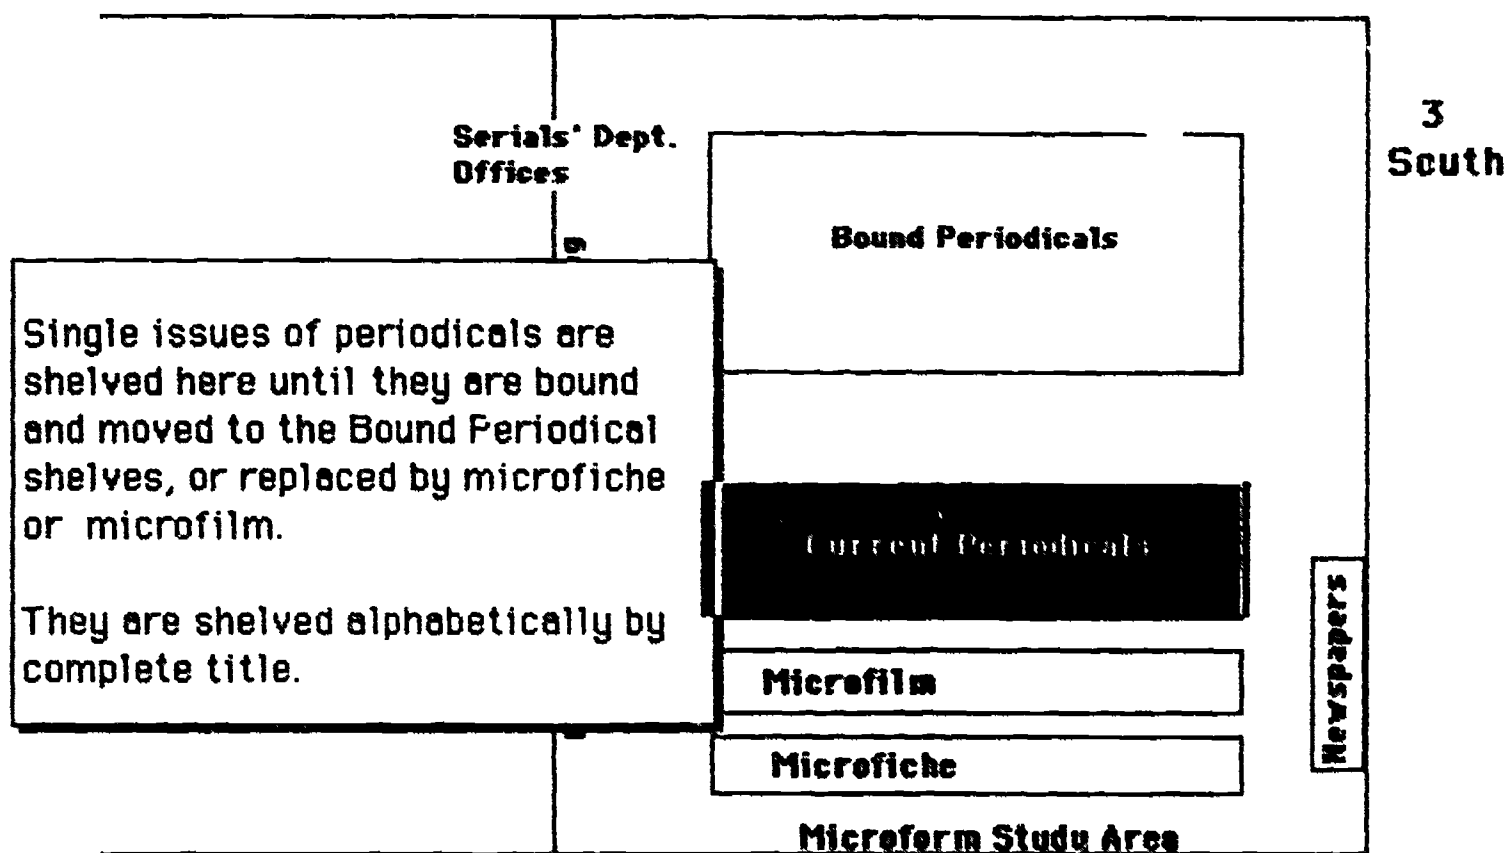 3
South
Serials' Dept.
Offices
Bound Periodicals
Single issues of periodicals are
shelved here until they are bound
and moved to the Bound Periodical
shelves, or replaced by microfiche
or microfilm.
They are shelved alphabetically by
complete title.
Current Periodicals
Newspapers
Microfilm
Microfiche
Microform Study Area